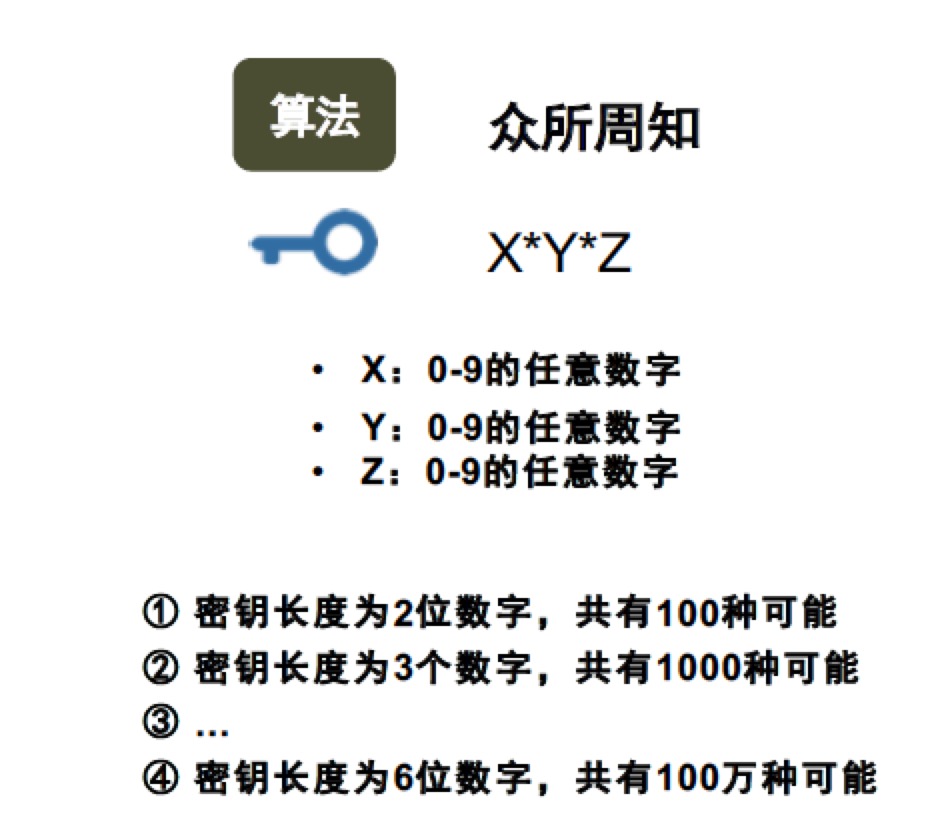 算法
众所周知
X*Y*Z
• X：0-9的任意数字
• Y：0-9的任意数字
• Z：0-9的任意数字
① 密钥长度为2位数字，共有100种可能
② 密钥长度为3个数字，共有1000种可能
③ ...
④ 密钥长度为6位数字，共有100万种可能